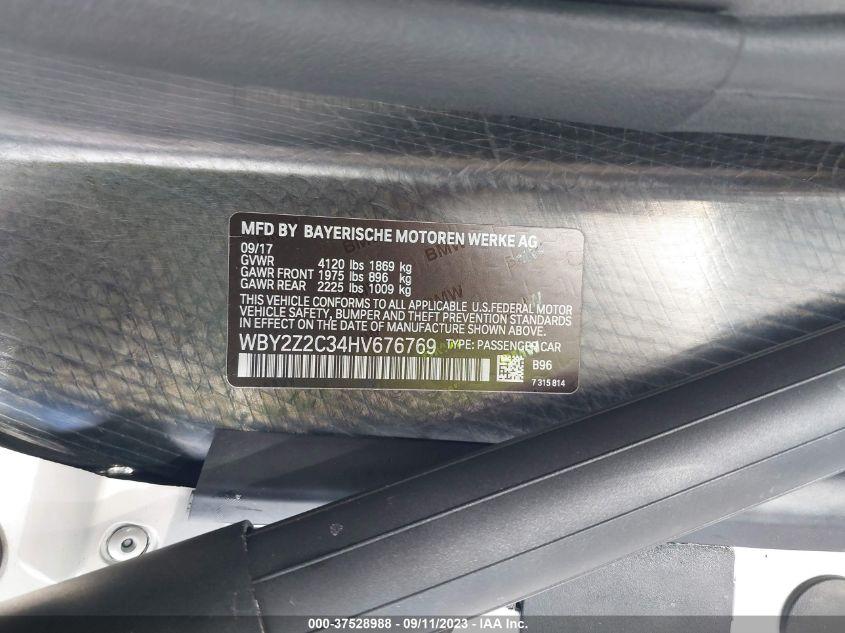 MFD BY BAYERISCHE MOTOREN WERKE AG
09/17
GVWR 4120 lbs 1869 kg
GAWR FRONT 1975 lbs 896 kg
GAWR REAR 2225 lbs 1009 kg
THIS VEHICLE CONFORMS TO ALL APPLICABLE U.S.FEDERAL MOTOR
VEHICLE SAFETY, BUMPER AND THEFT PREVENTION STANDARDS
IN EFFECT ON THE DATE OF MANUFACTURE SHOWN ABOVE.
WBY2Z2C34HV676769 TYPE: PASSENGER CAR
B96
7 315 814
000-37528988 - 09/11/2023 - © IAA Inc.